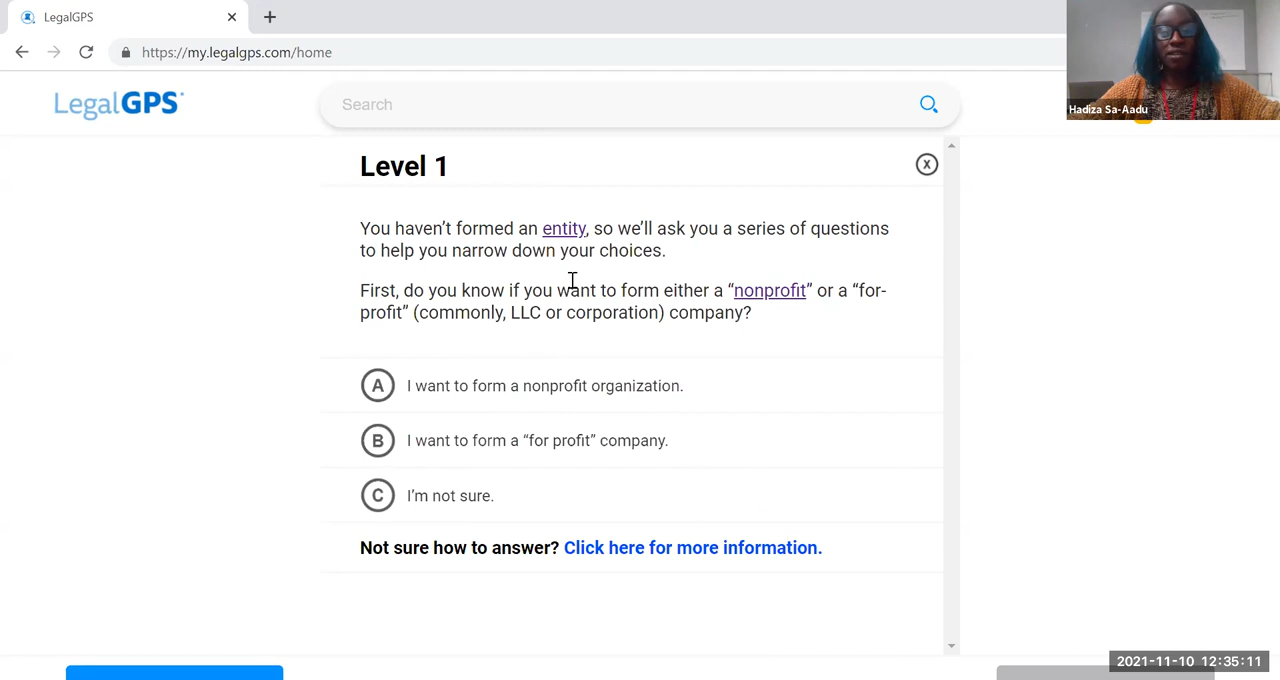 LegalGPS
https://my.legalgps.com/home
LegalGPS
Search
Hadiza Sa-Aadu
Level 1
X
You haven't formed an entity, so we'll ask you a series of questions
to help you narrow down your choices.
First, do you know if you want to form either a “nonprofit” or a “for-
profit” (commonly, LLC or corporation) company?
A I want to form a nonprofit organization.
B I want to form a “for profit” company.
C I'm not sure.
Not sure how to answer? Click here for more information.
2021-11-10 12:35:11